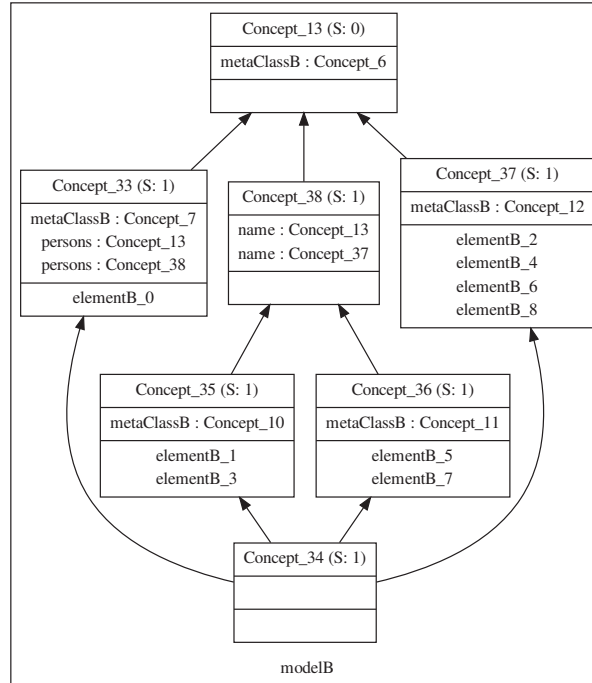 Concept_13 (S: 0)
metaClassB : Concept_6
Concept_33 (S: 1)
metaClassB : Concept_7
persons : Concept_13
persons : Concept_38
elementB_0
Concept_38 (S: 1)
name : Concept_13
name : Concept_37
Concept_37 (S: 1)
metaClassB : Concept_12
elementB_2
elementB_4
elementB_6
elementB_8
Concept_35 (S: 1)
metaClassB : Concept_10
elementB_1
elementB_3
Concept_36 (S: 1)
metaClassB : Concept_11
elementB_5
elementB_7
Concept_34 (S: 1)
modelB